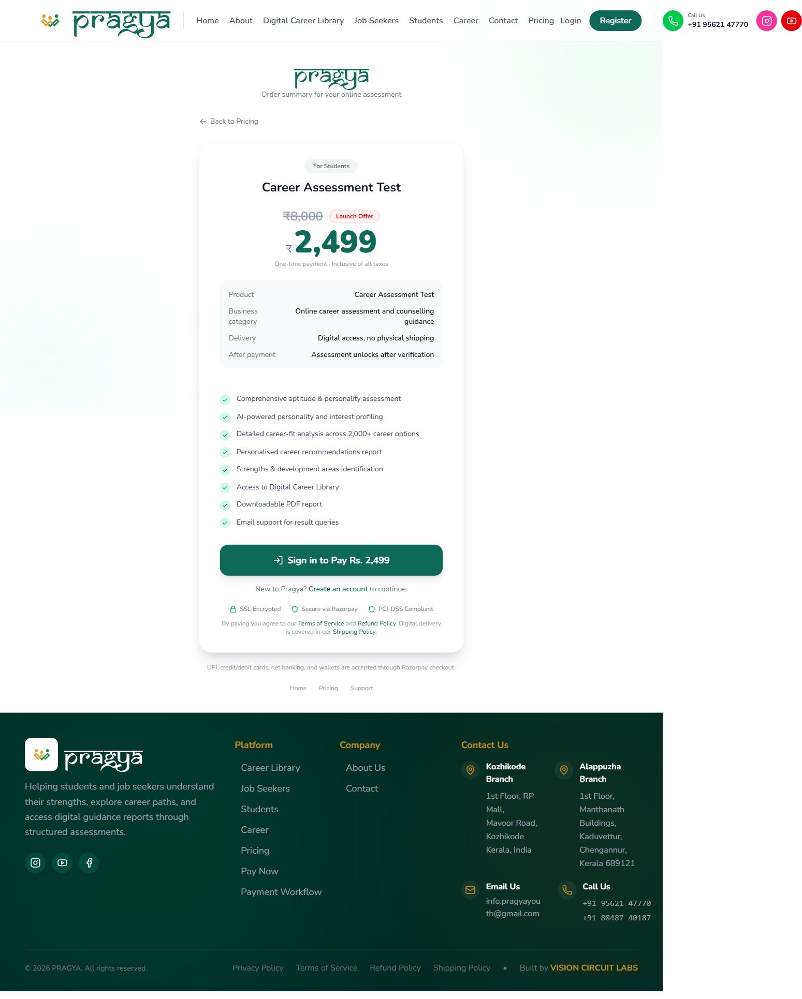 pragya
Home About Digital Career Library Job Seekers Students Career Contact Pricing Login Register
Call Us
+91 95621 47770
pragya
Order summary for your online assessment
Back to Pricing
For Students
Career Assessment Test
₹8,000 Launch Offer
₹ 2,499
One-time payment · Inclusive of all taxes
Product Career Assessment Test
Business category Online career assessment and counselling guidance
Delivery Digital access, no physical shipping
After payment Assessment unlocks after verification
Comprehensive aptitude & personality assessment
AI-powered personality and interest profiling
Detailed career-fit analysis across 2,000+ career options
Personalised career recommendations report
Strengths & development areas identification
Access to Digital Career Library
Downloadable PDF report
Email support for result queries
Sign in to Pay Rs. 2,499
New to Pragya? Create an account to continue.
SSL Encrypted Secure via Razorpay PCI-DSS Compliant
By paying you agree to our Terms of Service and Refund Policy. Digital delivery
is covered in our Shipping Policy.
UPI, credit/debit cards, net banking, and wallets are accepted through Razorpay checkout.
Home Pricing Support
pragya
Helping students and job seekers understand
their strengths, explore career paths, and
access digital guidance reports through
structured assessments.
Platform
Career Library
Job Seekers
Students
Career
Pricing
Pay Now
Payment Workflow
Company
About Us
Contact
Contact Us
Kozhikode
Branch
1st Floor, RP
Mall,
Mavoor Road,
Kozhikode
Kerala, India
Alappuzha
Branch
1st Floor,
Manthanath
Buildings,
Kaduvettur,
Chengannur,
Kerala 689121
Email Us
info.pragyayou
th@gmail.com
Call Us
+91 95621 47770
+91 88487 40187
© 2026 PRAGYA. All rights reserved.
Privacy Policy Terms of Service Refund Policy Shipping Policy • Built by VISION CIRCUIT LABS